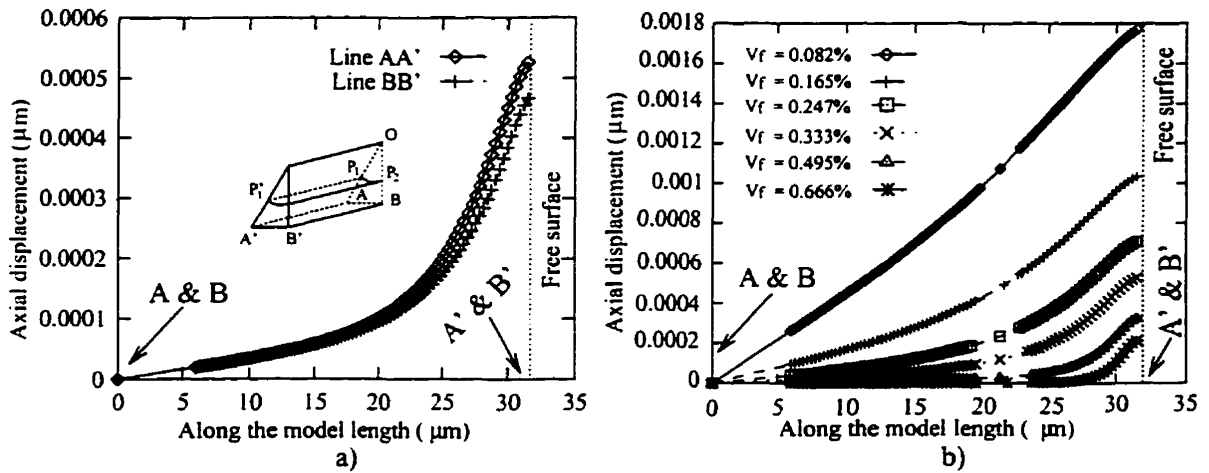 0.0006
0.0005
0.0004
0.0003
0.0002
0.0001
0
Axial displacement (μm)
Line AA'
Line BB'
O
P₁
P₂
P₁'
A
B
A'
B'
A & B
A' & B'
Free surface
0 5 10 15 20 25 30 35
Along the model length ( μm)
a)
0.0018
0.0016
0.0014
0.0012
0.001
0.0008
0.0006
0.0004
0.0002
0
Axial displacement (μm)
Vf = 0.082%
Vf = 0.165%
Vf = 0.247%
Vf = 0.333%
Vf = 0.495%
Vf = 0.666%
A & B
Free surface
A' & B'
0 5 10 15 20 25 30 35
Along the model length ( μm)
b)